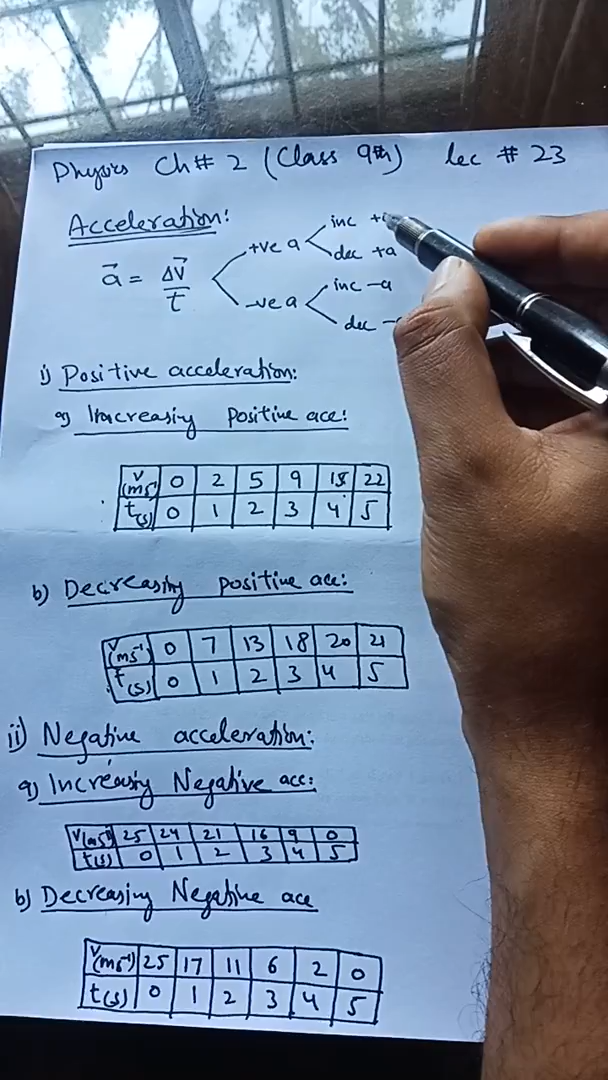 Physics Ch # 2 (Class 9th) lec # 23
Acceleration:
a = Δv/t
+ve a
inc
dec +a
-ve a
inc -a
dec
i) Positive acceleration:
a) Increasing Positive acc:
v (ms⁻¹) 0 2 5 9 15 22
t(s) 0 1 2 3 4 5
b) Decreasing positive acc:
v (ms⁻¹) 0 7 13 18 20 21
t(s) 0 1 2 3 4 5
ii) Negative acceleration:
a) Increasing Negative acc:
v(ms⁻¹) 25 24 21 16 9 0
t(s) 0 1 2 3 4 5
b) Decreasing Negative acc
v(ms⁻¹) 25 17 11 6 2 0
t(s) 0 1 2 3 4 5